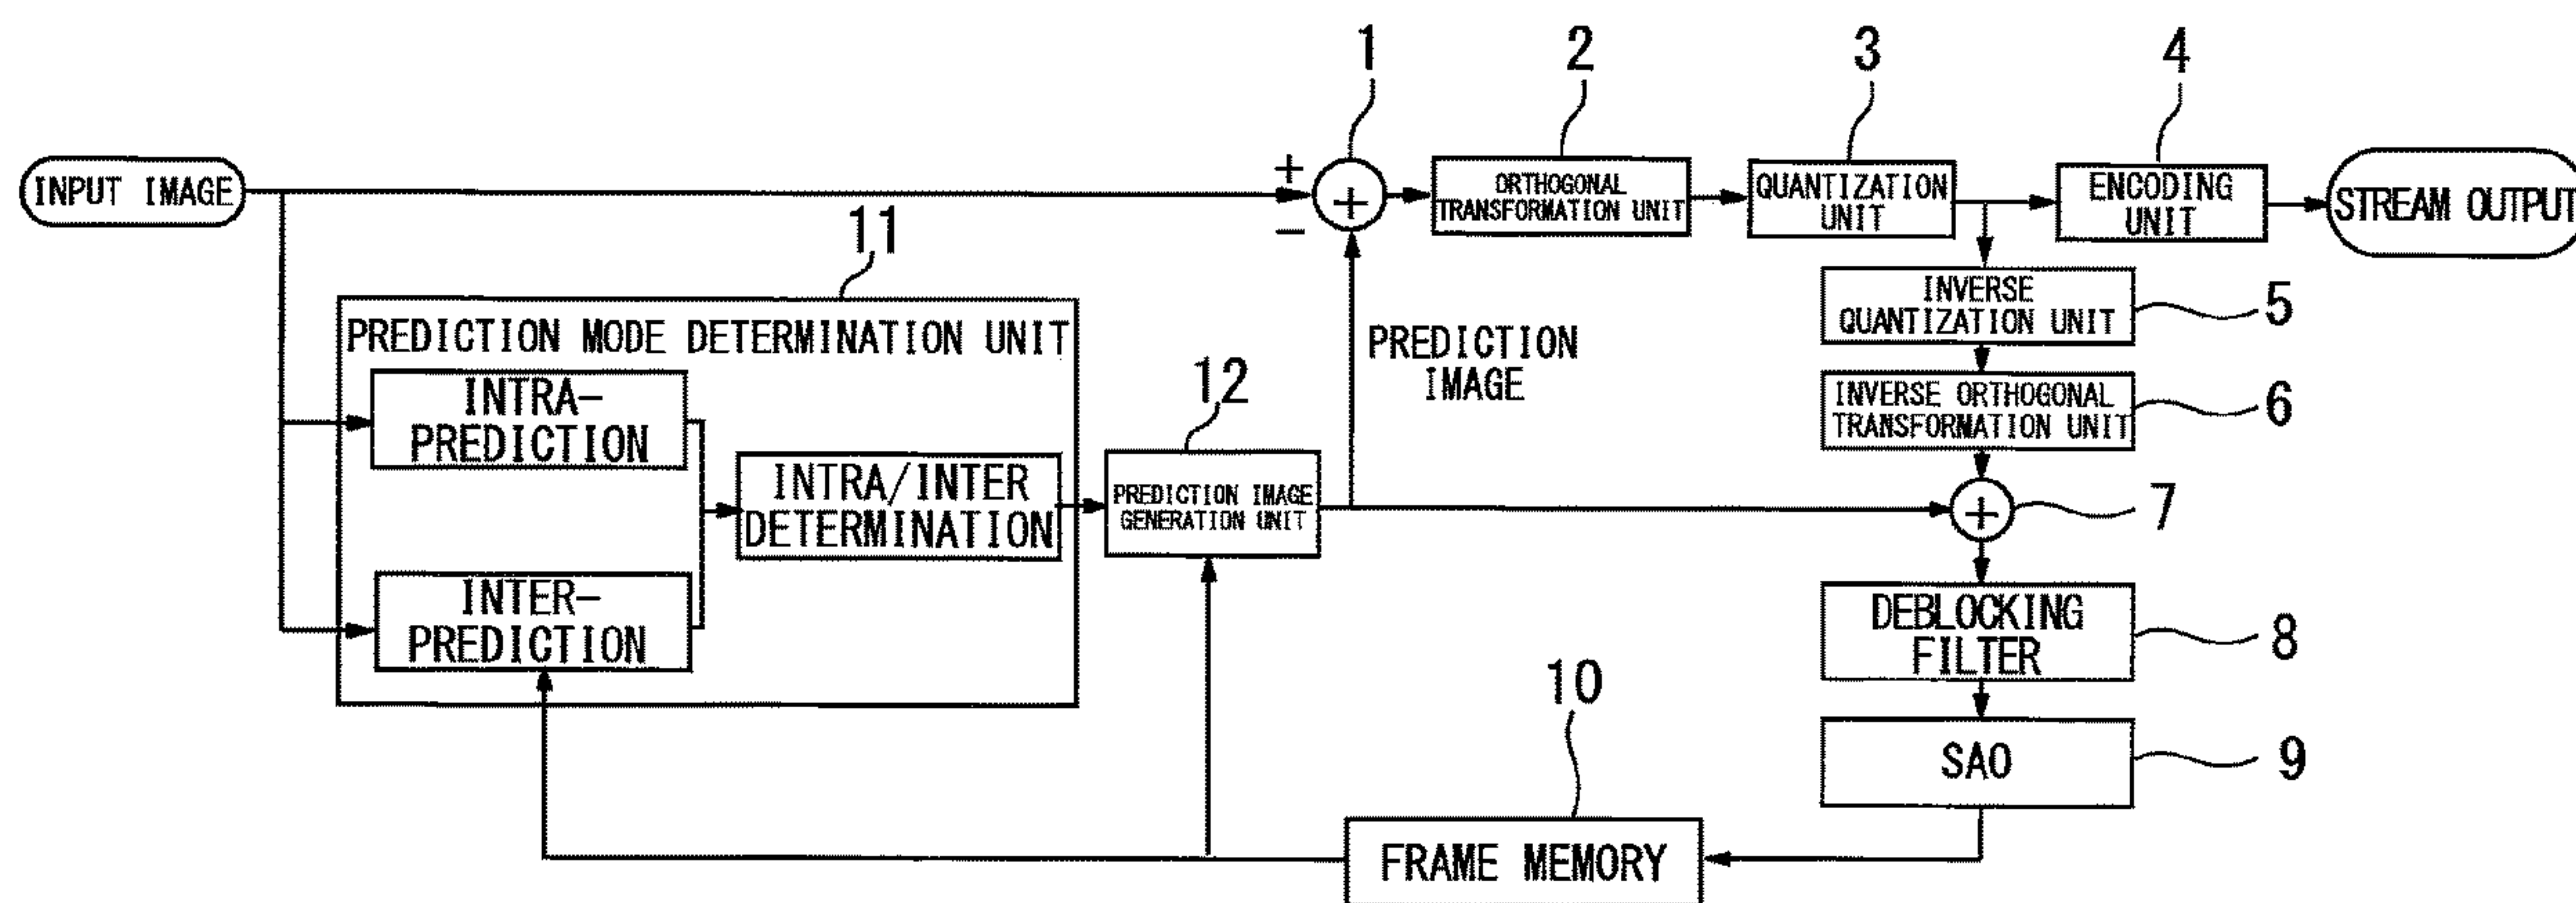 1
2
3
4
INPUT IMAGE
+
+
−
ORTHOGONAL
TRANSFORMATION UNIT
QUANTIZATION
UNIT
ENCODING
UNIT
STREAM OUTPUT
11
PREDICTION MODE DETERMINATION UNIT
INTRA-
PREDICTION
INTER-
PREDICTION
INTRA/INTER
DETERMINATION
12
PREDICTION IMAGE
GENERATION UNIT
PREDICTION
IMAGE
INVERSE
QUANTIZATION UNIT
5
INVERSE ORTHOGONAL
TRANSFORMATION UNIT
6
+
7
DEBLOCKING
FILTER
8
SAO
9
10
FRAME MEMORY